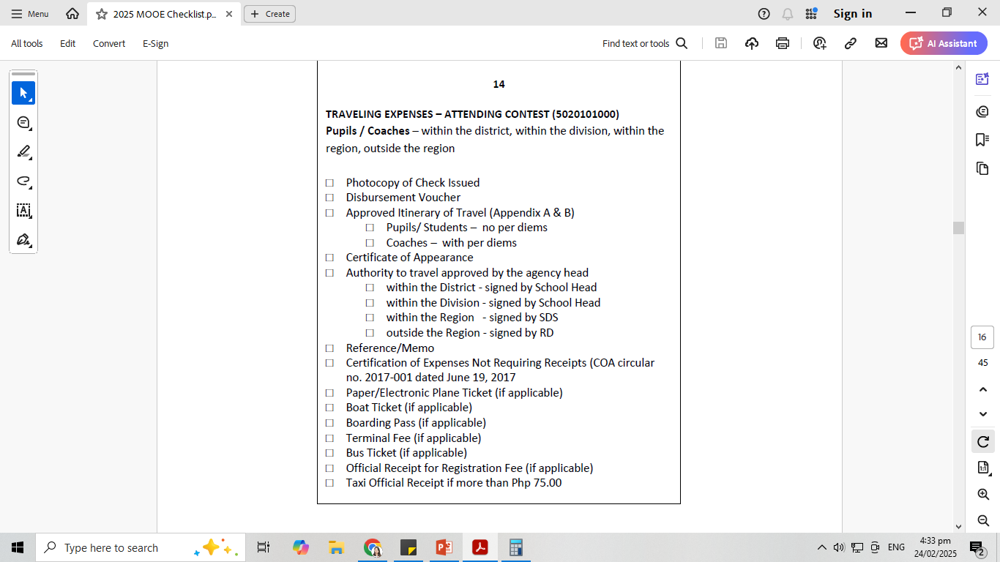 Menu
2025 MOOE Checklist.p...
Create
Sign in
All tools
Edit
Convert
E-Sign
Find text or tools
AI Assistant
14
TRAVELING EXPENSES – ATTENDING CONTEST (5020101000)
Pupils / Coaches – within the district, within the division, within the
region, outside the region
Photocopy of Check Issued
Disbursement Voucher
Approved Itinerary of Travel (Appendix A & B)
Pupils/ Students – no per diems
Coaches – with per diems
Certificate of Appearance
Authority to travel approved by the agency head
within the District - signed by School Head
within the Division - signed by School Head
within the Region - signed by SDS
outside the Region - signed by RD
Reference/Memo
Certification of Expenses Not Requiring Receipts (COA circular
no. 2017-001 dated June 19, 2017
Paper/Electronic Plane Ticket (if applicable)
Boat Ticket (if applicable)
Boarding Pass (if applicable)
Terminal Fee (if applicable)
Bus Ticket (if applicable)
Official Receipt for Registration Fee (if applicable)
Taxi Official Receipt if more than Php 75.00
16
45
1:1
Type here to search
ENG
4:33 pm
24/02/2025
2